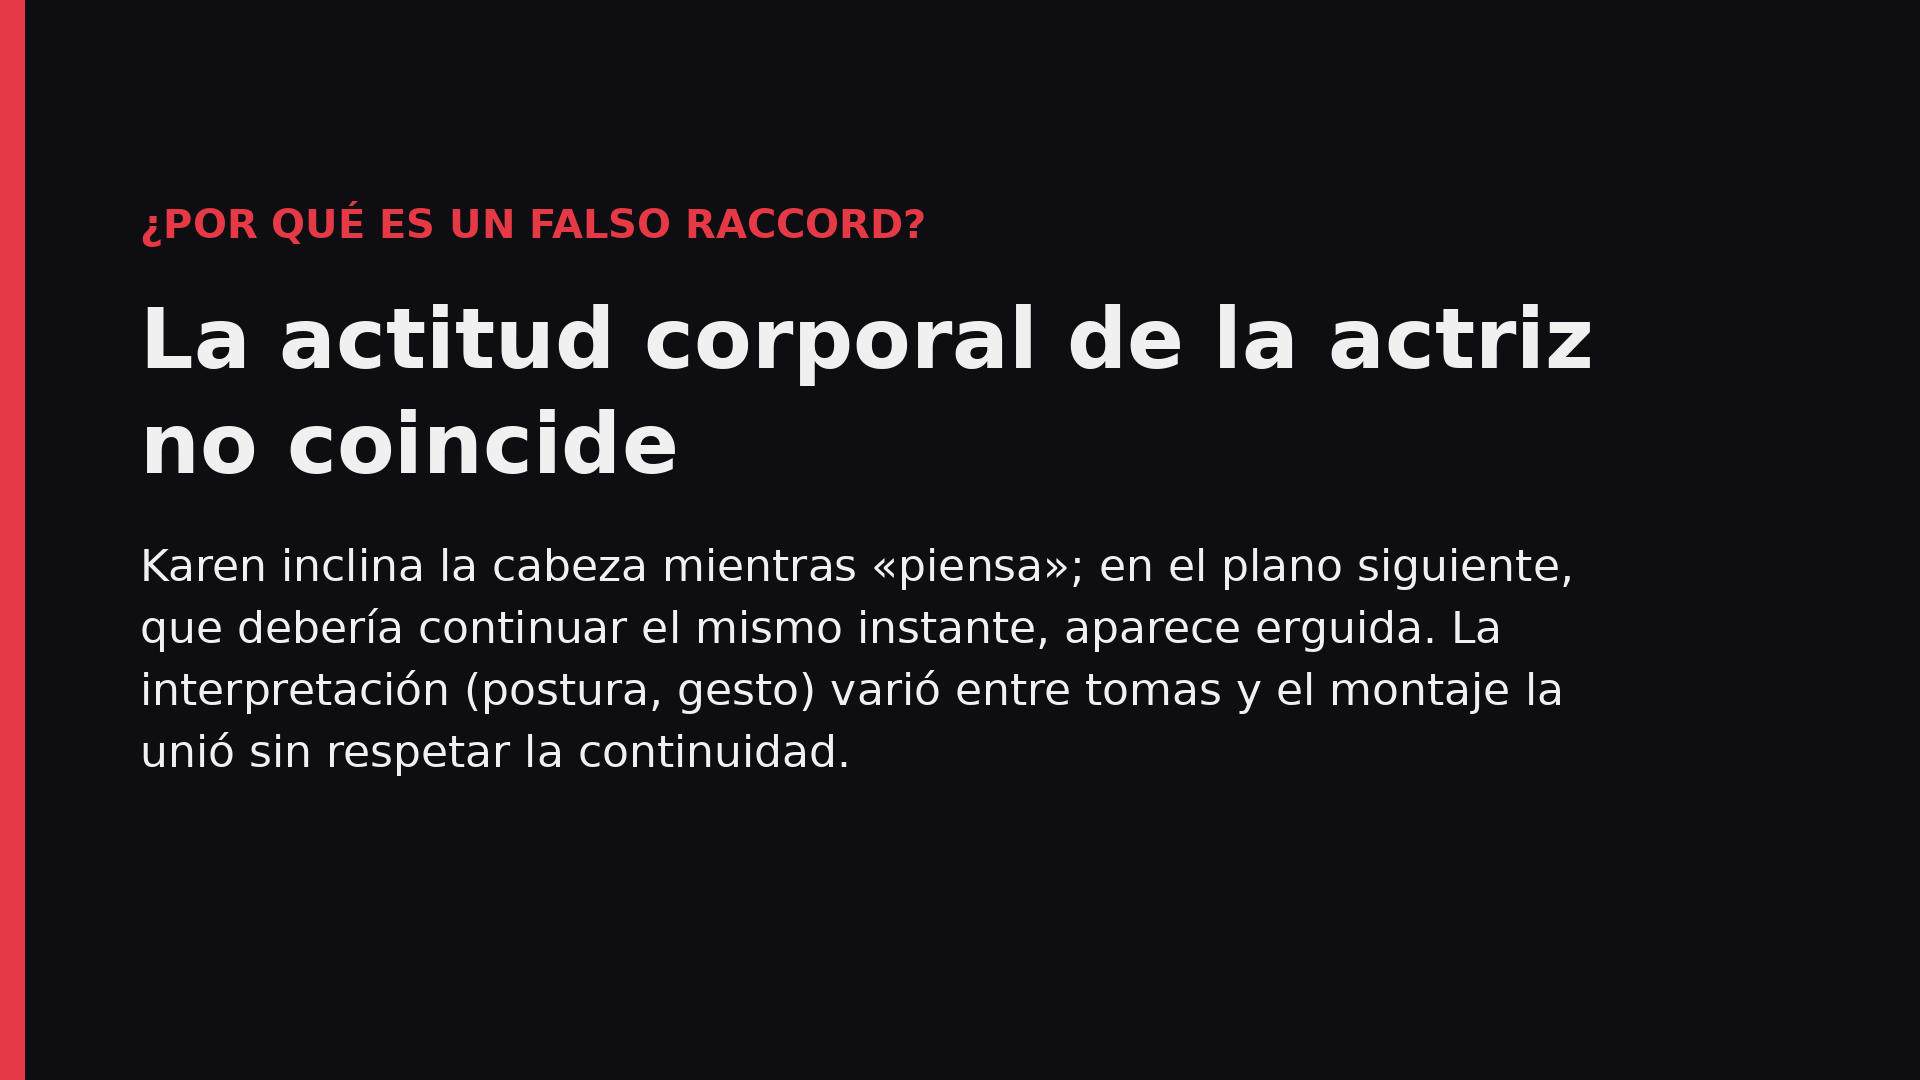 ¿POR QUÉ ES UN FALSO RACCORD?
La actitud corporal de la actriz
no coincide
Karen inclina la cabeza mientras «piensa»; en el plano siguiente,
que debería continuar el mismo instante, aparece erguida. La
interpretación (postura, gesto) varió entre tomas y el montaje la
unió sin respetar la continuidad.